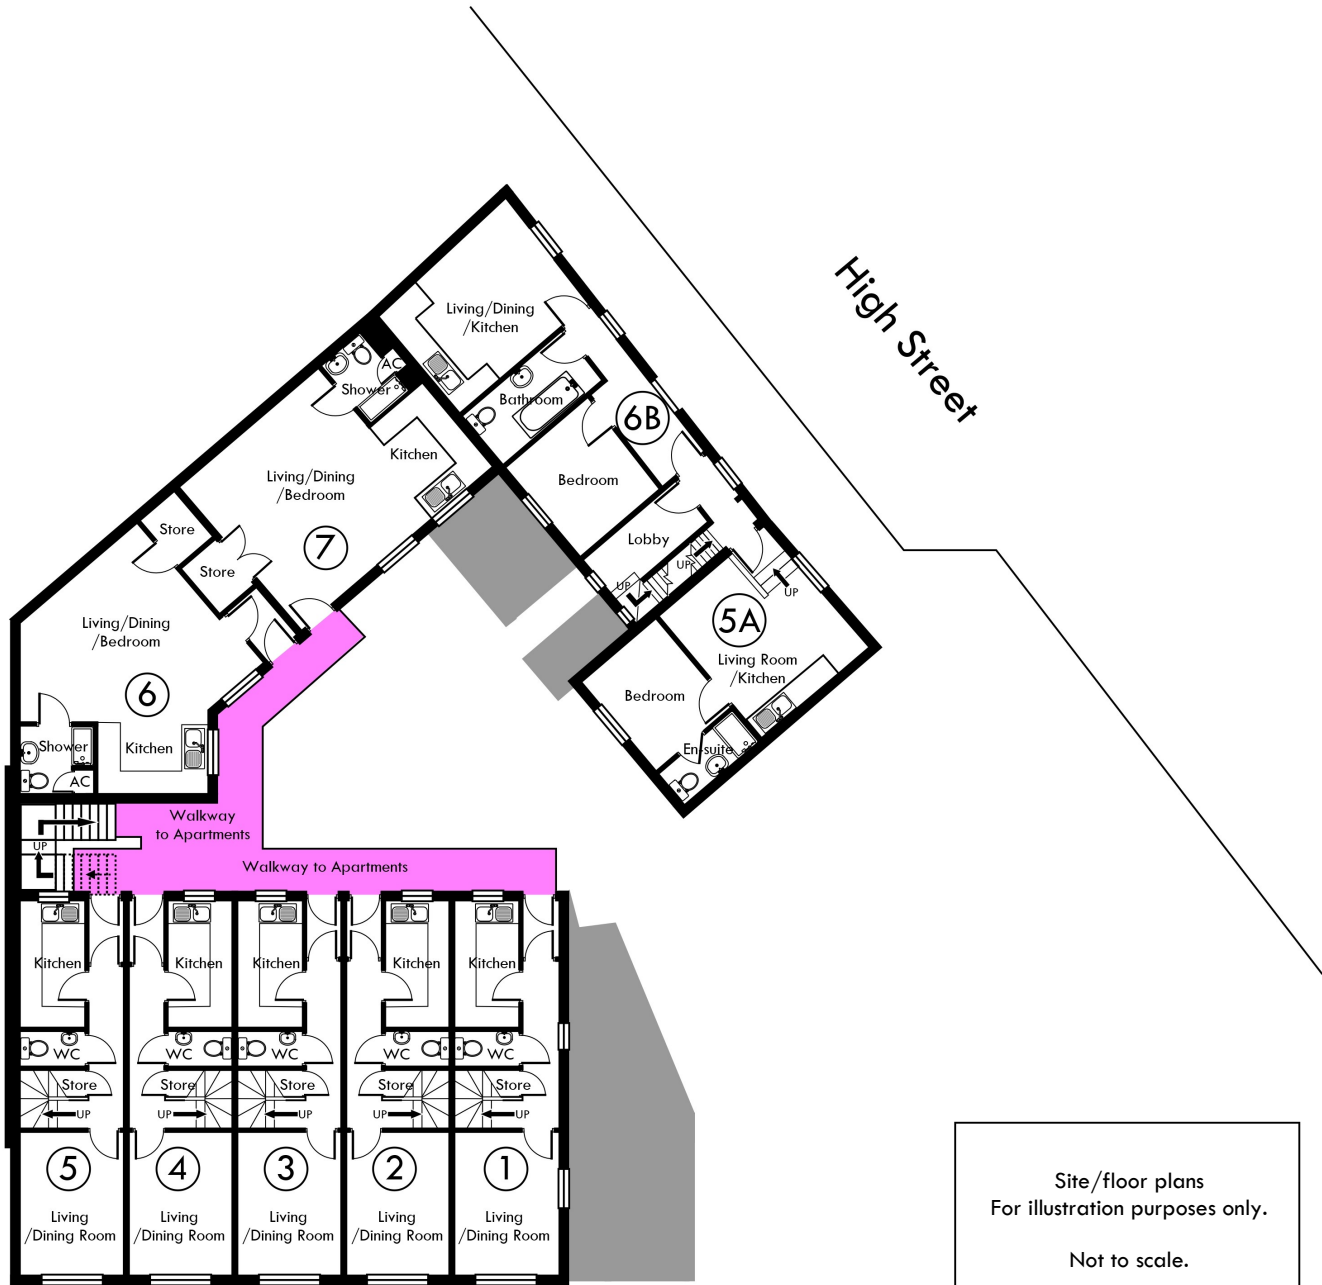 High Street
Living/Dining
/Kitchen
AC
Shower
Bathroom
6B
Kitchen
Living/Dining
/Bedroom
Bedroom
Store
7
Lobby
Store
UP
UP
UP
5A
Living/Dining
/Bedroom
Living Room
/Kitchen
6
Bedroom
Shower
Kitchen
En-suite
AC
Walkway
to Apartments
UP
Walkway to Apartments
Kitchen
Kitchen
Kitchen
Kitchen
Kitchen
WC
WC
WC
WC
WC
Store
Store
Store
Store
Store
UP
UP
UP
UP
UP
5
4
3
2
1
Living
/Dining Room
Living
/Dining Room
Living
/Dining Room
Living
/Dining Room
Living
/Dining Room
Site/floor plans
For illustration purposes only.
Not to scale.